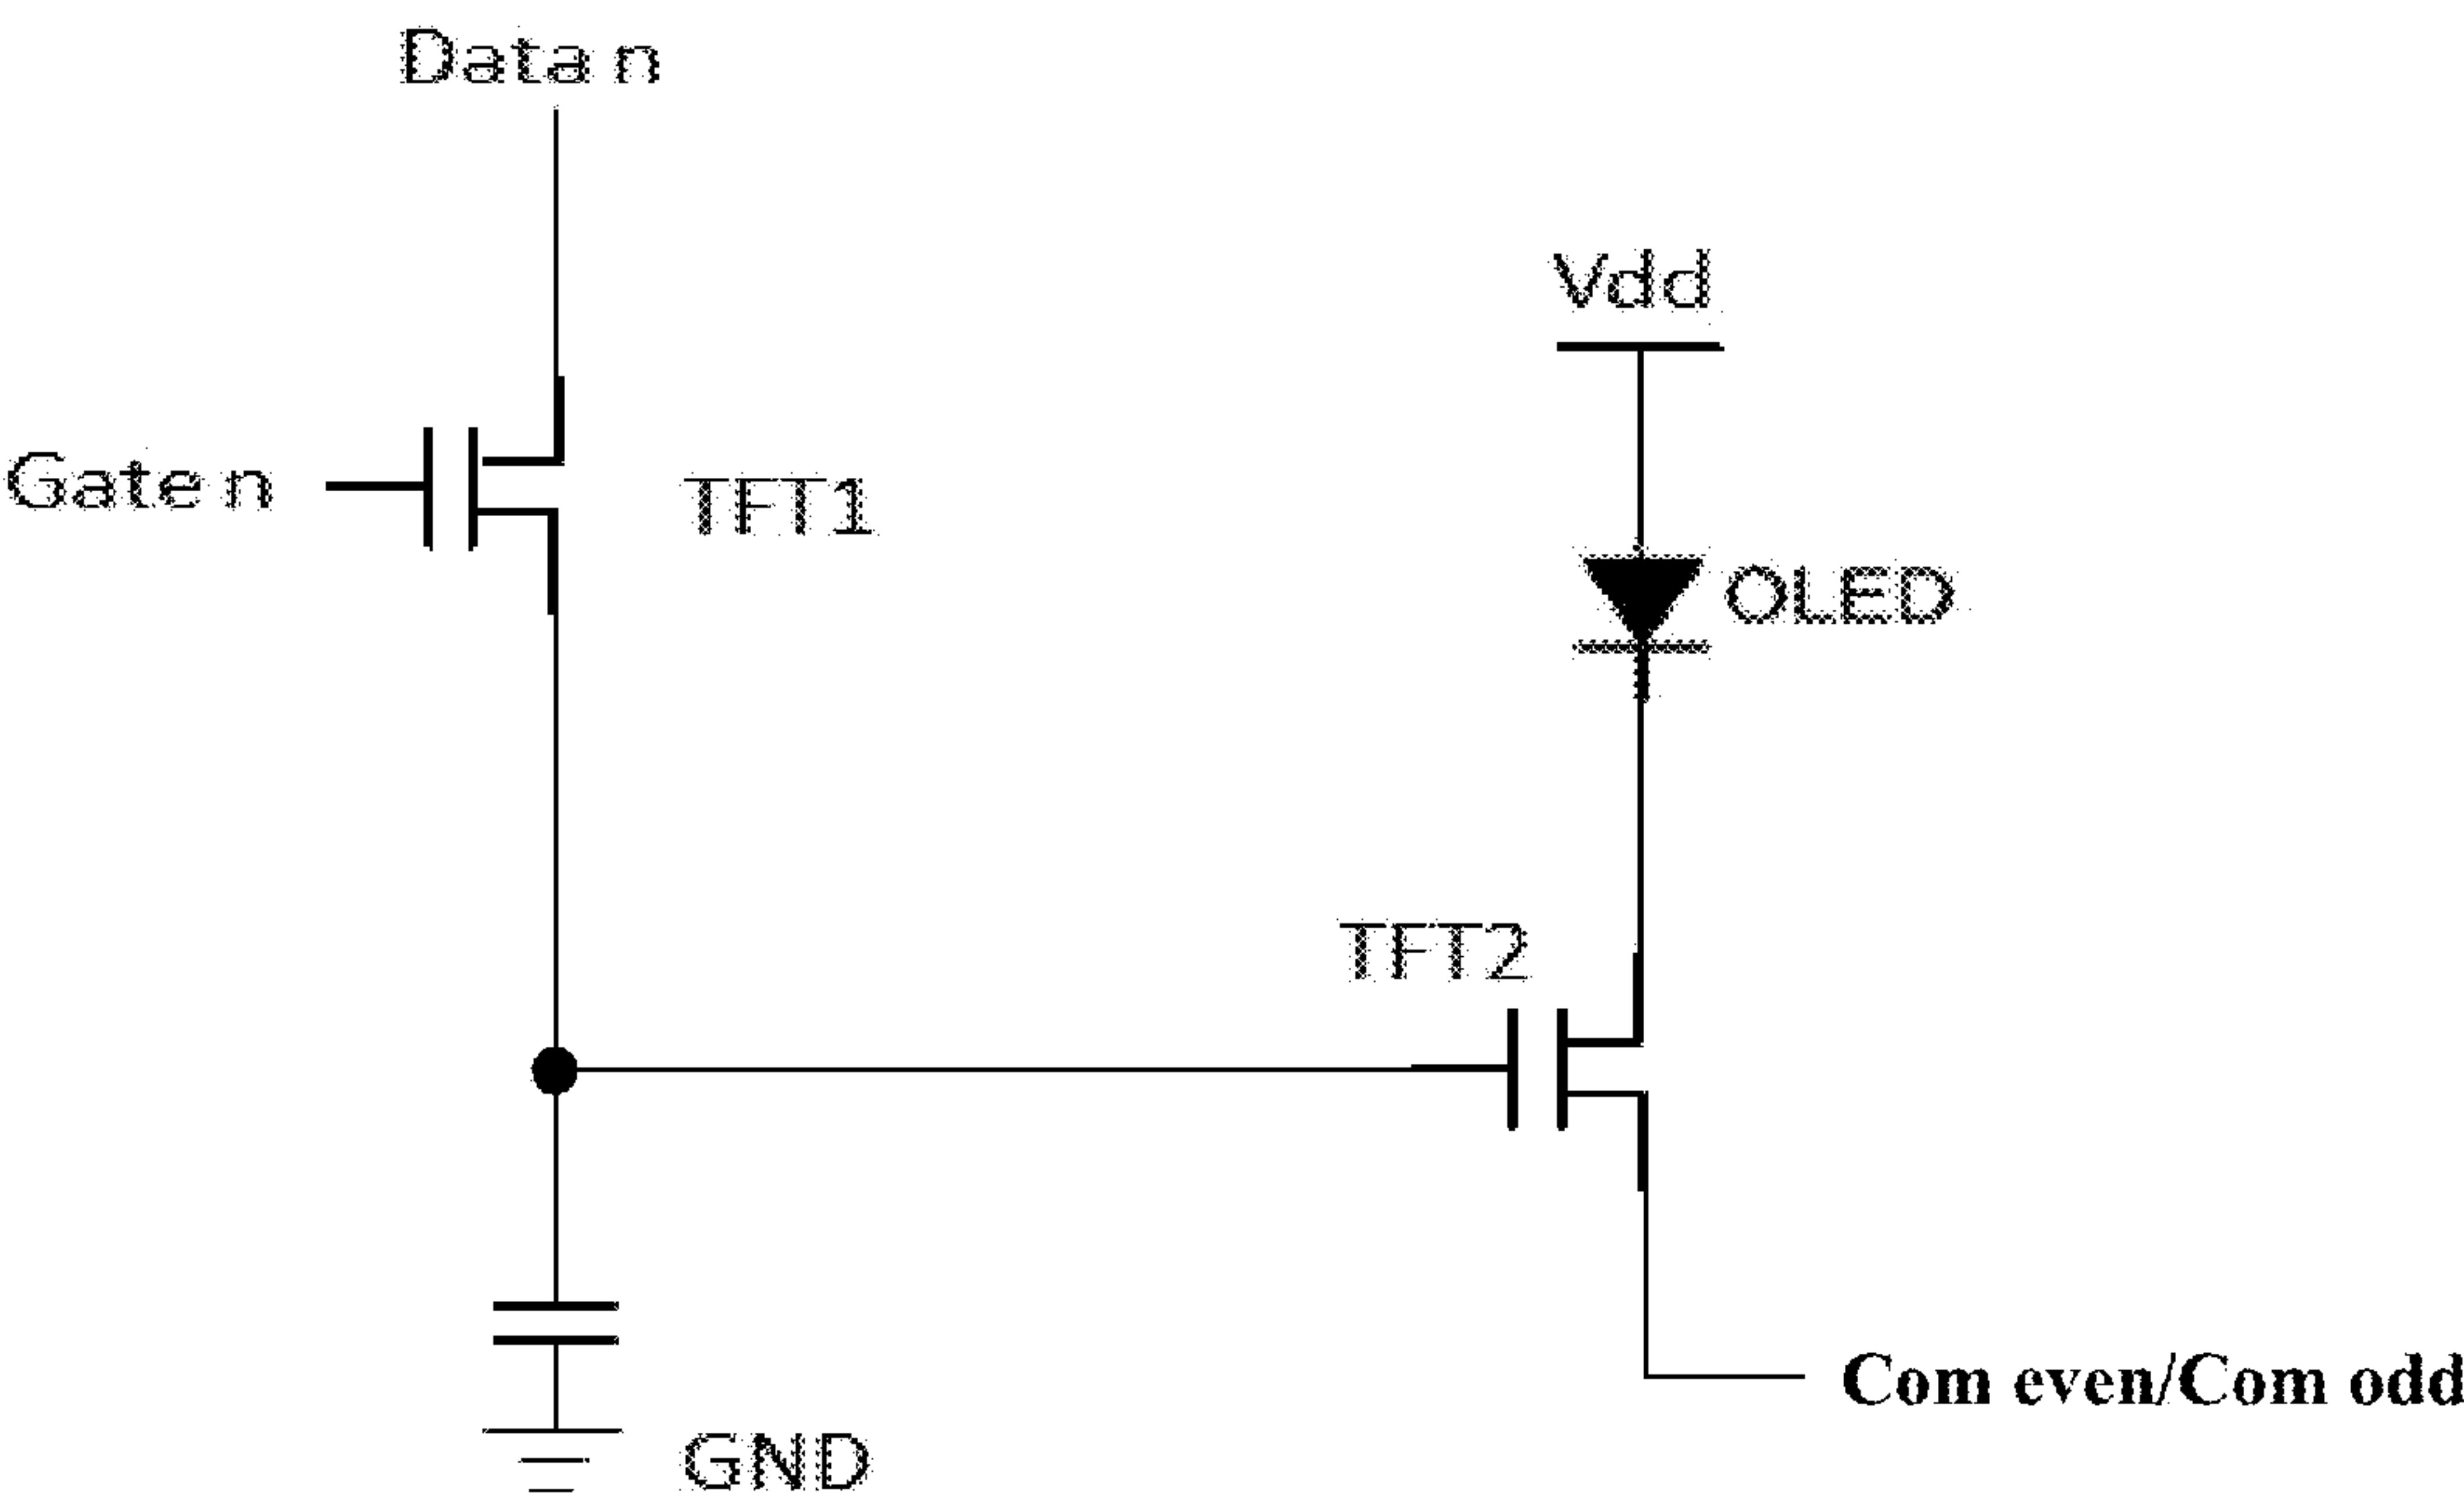 Data n
Vdd
Gate n
TFT1
OLED
TFT2
Com even/Com odd
GND